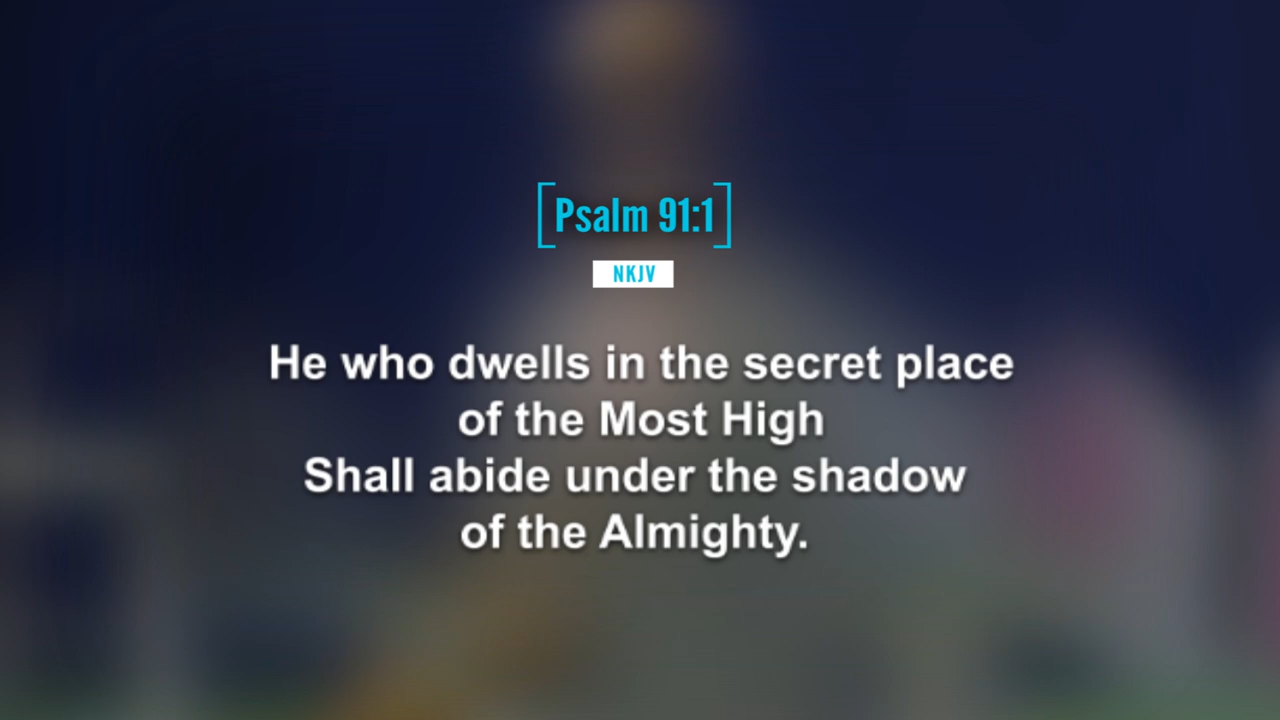 [Psalm 91:1]
NKJV
He who dwells in the secret place
of the Most High
Shall abide under the shadow
of the Almighty.